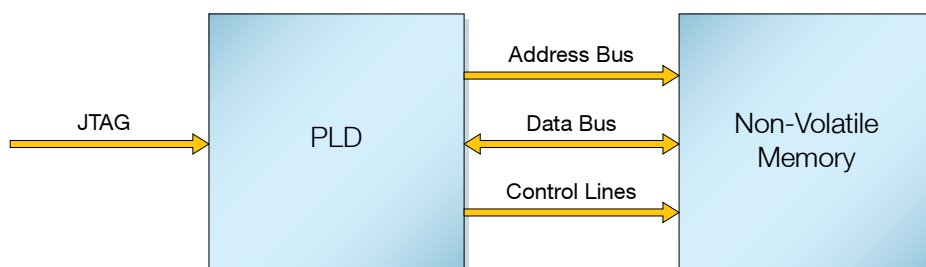 JTAG
PLD
Address Bus
Data Bus
Control Lines
Non-Volatile
Memory